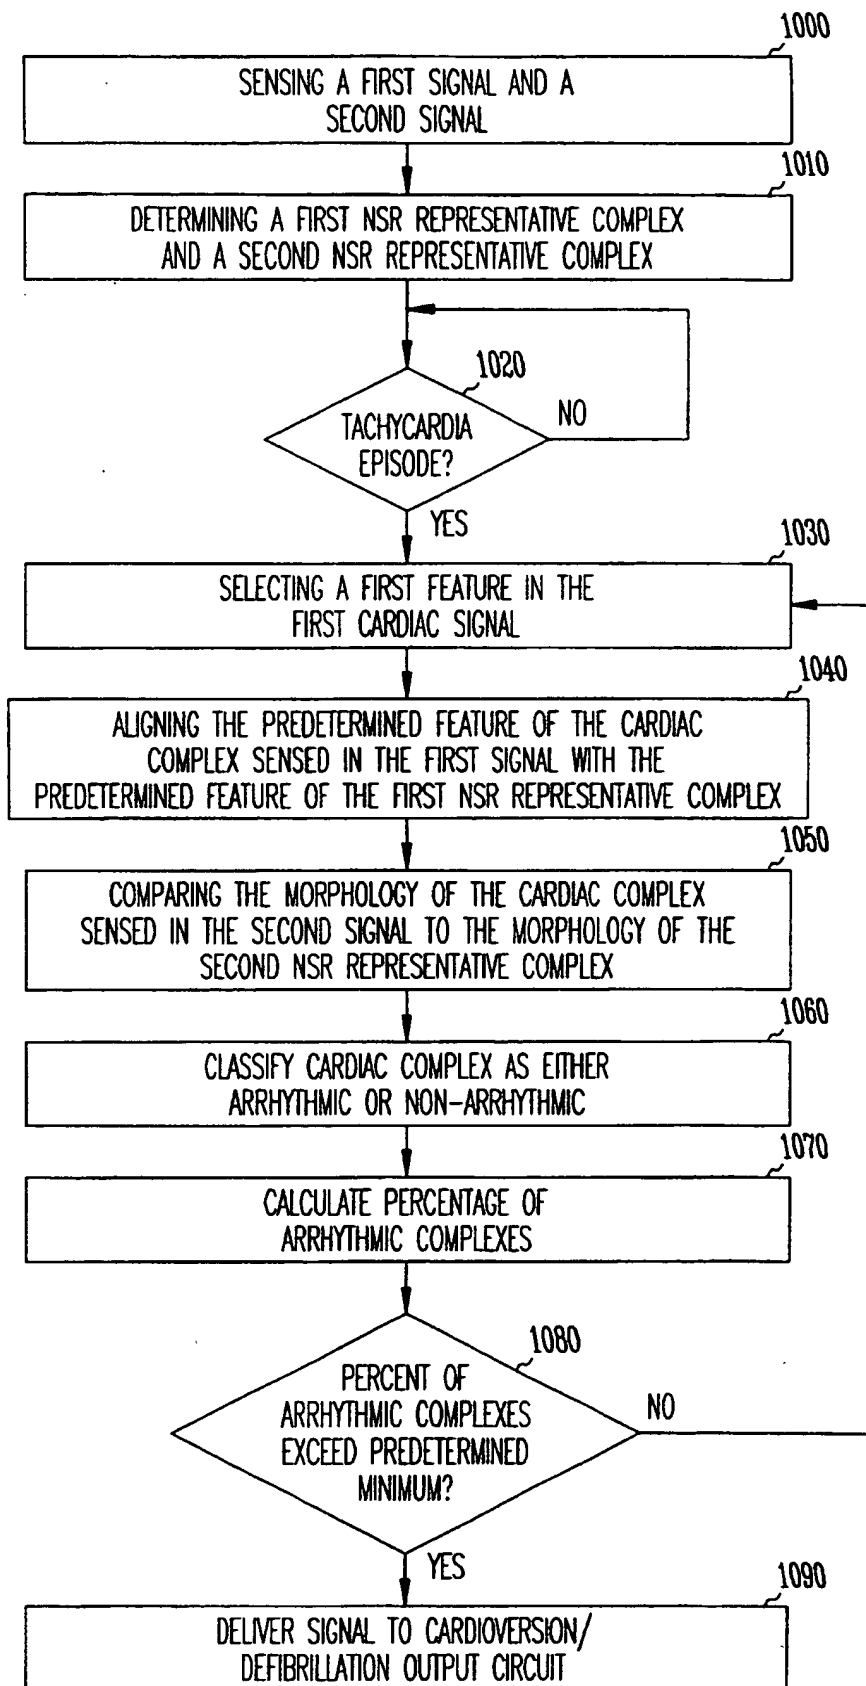 1000
SENSING A FIRST SIGNAL AND A
SECOND SIGNAL
1010
DETERMINING A FIRST NSR REPRESENTATIVE COMPLEX
AND A SECOND NSR REPRESENTATIVE COMPLEX
1020
TACHYCARDIA
EPISODE?
NO
YES
1030
SELECTING A FIRST FEATURE IN THE
FIRST CARDIAC SIGNAL
1040
ALIGNING THE PREDETERMINED FEATURE OF THE CARDIAC
COMPLEX SENSED IN THE FIRST SIGNAL WITH THE
PREDETERMINED FEATURE OF THE FIRST NSR REPRESENTATIVE COMPLEX
1050
COMPARING THE MORPHOLOGY OF THE CARDIAC COMPLEX
SENSED IN THE SECOND SIGNAL TO THE MORPHOLOGY OF THE
SECOND NSR REPRESENTATIVE COMPLEX
1060
CLASSIFY CARDIAC COMPLEX AS EITHER
ARRHYTHMIC OR NON-ARRHYTHMIC
1070
CALCULATE PERCENTAGE OF
ARRHYTHMIC COMPLEXES
1080
PERCENT OF
ARRHYTHMIC COMPLEXES
EXCEED PREDETERMINED
MINIMUM?
NO
YES
1090
DELIVER SIGNAL TO CARDIOVERSION/
DEFIBRILLATION OUTPUT CIRCUIT